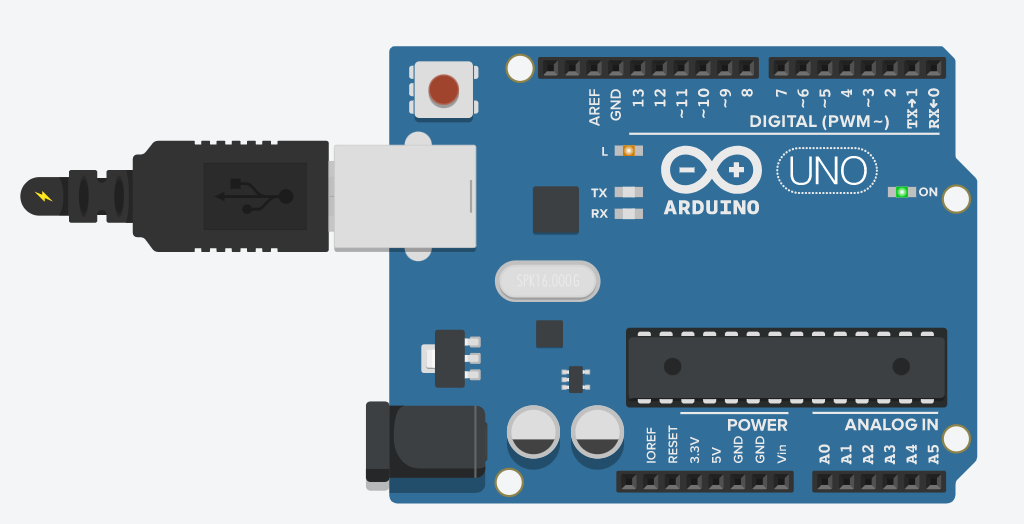 AREF
GND
13
12
~11
~10
~9
8
7
~6
~5
4
~3
2
TX→1
RX←0
DIGITAL (PWM~)
L
TX
RX
ARDUINO
UNO
ON
SPK16.000G
POWER
ANALOG IN
IOREF
RESET
3.3V
5V
GND
GND
Vin
A0
A1
A2
A3
A4
A5